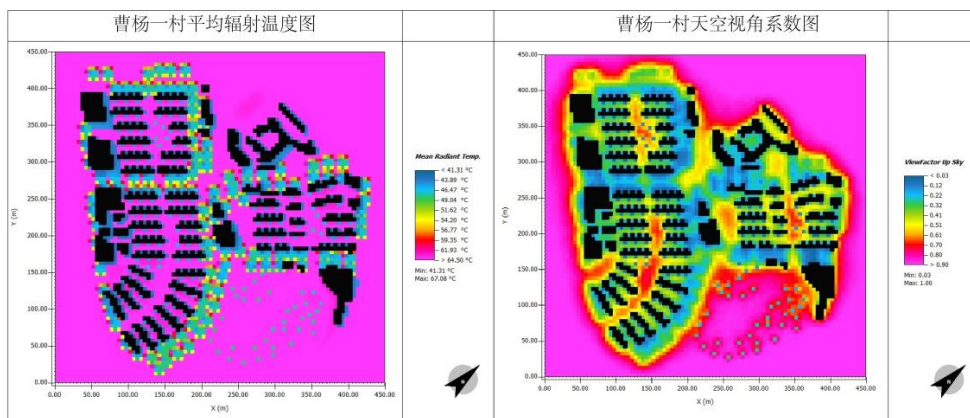 曹杨一村平均辐射温度图
曹杨一村天空视角系数图
450.00
400.00
350.00
300.00
250.00
200.00
150.00
100.00
50.00
0.00
Y (m)
0.00 50.00 100.00 150.00 200.00 250.00 300.00 350.00 400.00 450.00
X (m)
Mean Radiant Temp.
< 41.31 °C
43.89 °C
46.47 °C
49.04 °C
51.62 °C
54.20 °C
56.77 °C
59.35 °C
61.93 °C
> 64.50 °C
Min: 41.31 °C
Max: 67.08 °C
N
450.00
400.00
350.00
300.00
250.00
200.00
150.00
100.00
50.00
0.00
Y (m)
0.00 50.00 100.00 150.00 200.00 250.00 300.00 350.00 400.00 450.00
X (m)
ViewFactor Up Sky
< 0.03
0.12
0.22
0.32
0.41
0.51
0.61
0.70
0.80
> 0.90
Min: 0.03
Max: 1.00
N